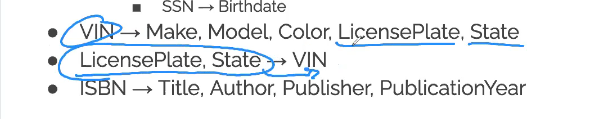 ▪ SSN → Birthdate
● VIN → Make, Model, Color, LicensePlate, State
● LicensePlate, State → VIN
● ISBN → Title, Author, Publisher, PublicationYear